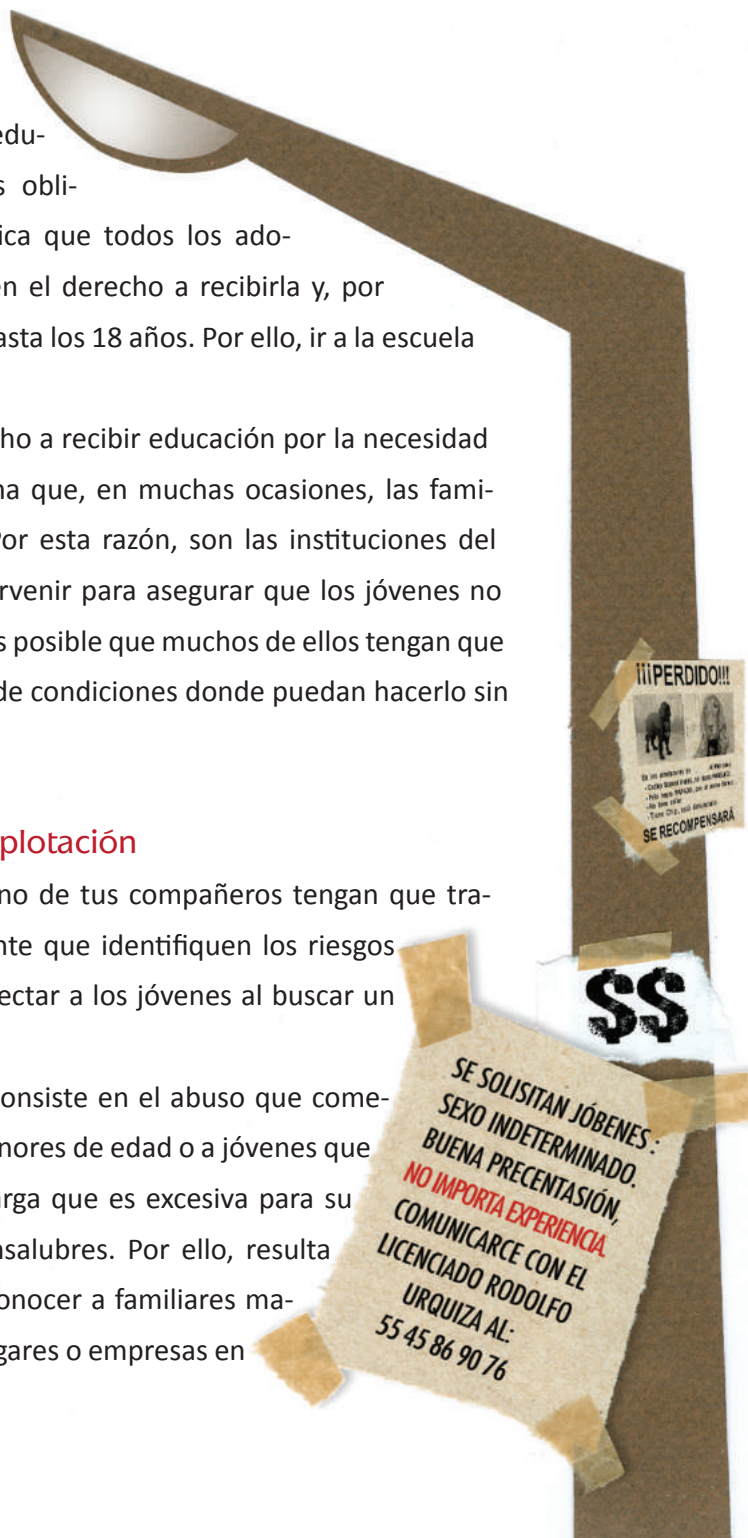 edu-
s obli-
ica que todos los ado-
en el derecho a recibirla y, por
asta los 18 años. Por ello, ir a la escuela
ho a recibir educación por la necesidad
na que, en muchas ocasiones, las fami-
Por esta razón, son las instituciones del
ervenir para asegurar que los jóvenes no
s posible que muchos de ellos tengan que
de condiciones donde puedan hacerlo sin
plotación
no de tus compañeros tengan que tra-
nte que identifiquen los riesgos
ectar a los jóvenes al buscar un
onsiste en el abuso que come-
nores de edad o a jóvenes que
arga que es excesiva para su
nsalubres. Por ello, resulta
onocer a familiares ma-
gares o empresas en
¡¡¡PERDIDO!!!
SE RECOMPENSARÁ
$$
SE SOLISITAN JÓBENES :
SEXO INDETERMINADO.
BUENA PRECENTASIÓN,
NO IMPORTA EXPERIENCIA
COMUNICARCE CON EL
LICENCIADO RODOLFO
URQUIZA AL:
55 45 86 90 76